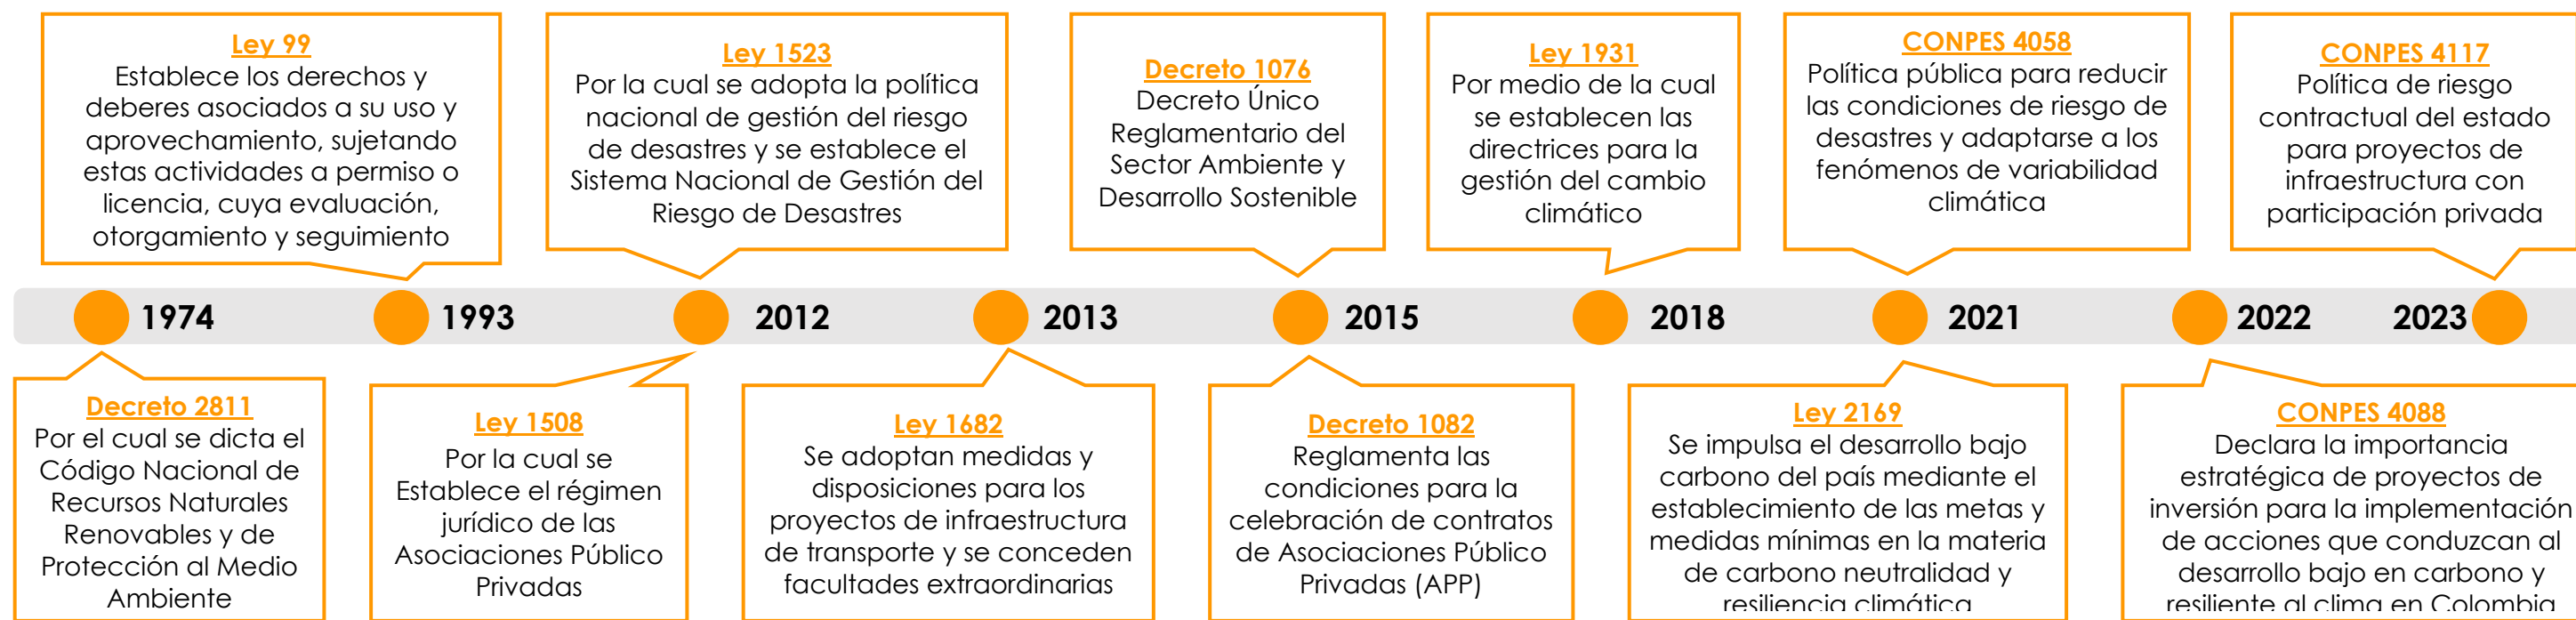 Ley 99
Establece los derechos y
deberes asociados a su uso y
aprovechamiento, sujetando
estas actividades a permiso o
licencia, cuya evaluación,
otorgamiento y seguimiento
Ley 1523
Por la cual se adopta la política
nacional de gestión del riesgo
de desastres y se establece el
Sistema Nacional de Gestión del
Riesgo de Desastres
Decreto 1076
Decreto Único
Reglamentario del
Sector Ambiente y
Desarrollo Sostenible
Ley 1931
Por medio de la cual
se establecen las
directrices para la
gestión del cambio
climático
CONPES 4058
Política pública para reducir
las condiciones de riesgo de
desastres y adaptarse a los
fenómenos de variabilidad
climática
CONPES 4117
Política de riesgo
contractual del estado
para proyectos de
infraestructura con
participación privada
1974 1993 2012 2013 2015 2018 2021 2022 2023
Decreto 2811
Por el cual se dicta el
Código Nacional de
Recursos Naturales
Renovables y de
Protección al Medio
Ambiente
Ley 1508
Por la cual se
Establece el régimen
jurídico de las
Asociaciones Público
Privadas
Ley 1682
Se adoptan medidas y
disposiciones para los
proyectos de infraestructura
de transporte y se conceden
facultades extraordinarias
Decreto 1082
Reglamenta las
condiciones para la
celebración de contratos
de Asociaciones Público
Privadas (APP)
Ley 2169
Se impulsa el desarrollo bajo
carbono del país mediante el
establecimiento de las metas y
medidas mínimas en la materia
de carbono neutralidad y
resiliencia climática
CONPES 4088
Declara la importancia
estratégica de proyectos de
inversión para la implementación
de acciones que conduzcan al
desarrollo bajo en carbono y
resiliente al clima en Colombia